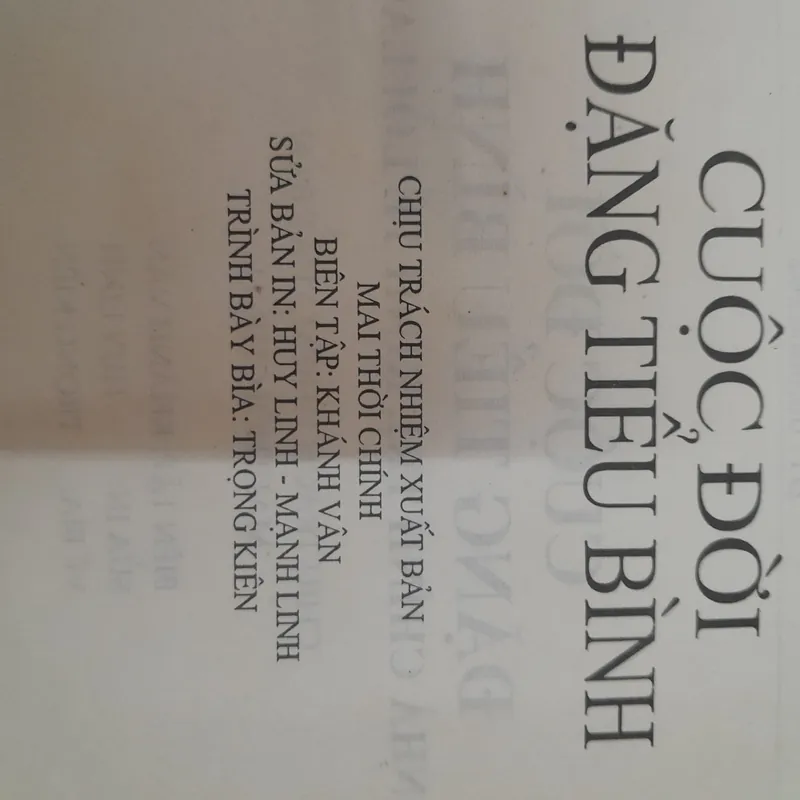 CUỘC ĐỜI
ĐẶNG TIỂU BÌNH
CHỊU TRÁCH NHIỆM XUẤT BẢN
MAI THỜI CHÍNH
BIÊN TẬP: KHÁNH VÂN
SỬA BẢN IN: HUY LINH - MẠNH LINH
TRÌNH BÀY BÌA: TRỌNG KIÊN